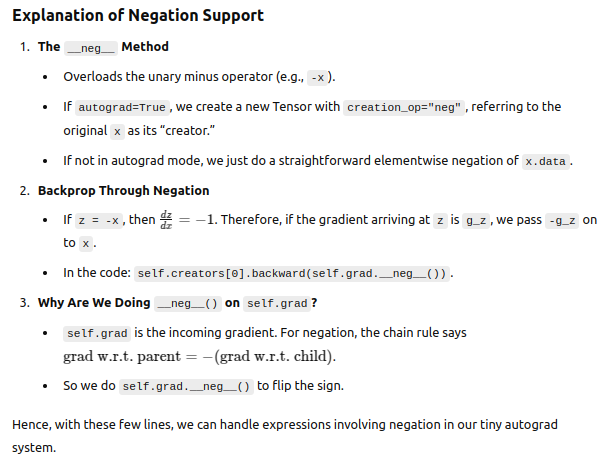 Explanation of Negation Support
1. The __neg__ Method
• Overloads the unary minus operator (e.g., -x ).
• If autograd=True , we create a new Tensor with creation_op="neg" , referring to the
original x as its “creator.”
• If not in autograd mode, we just do a straightforward elementwise negation of x.data .
2. Backprop Through Negation
• If z = -x , then dz/dx = −1. Therefore, if the gradient arriving at z is g_z , we pass -g_z on
to x .
• In the code: self.creators[0].backward(self.grad.__neg__()) .
3. Why Are We Doing __neg__() on self.grad ?
• self.grad is the incoming gradient. For negation, the chain rule says
grad w.r.t. parent = −(grad w.r.t. child).
• So we do self.grad.__neg__() to flip the sign.
Hence, with these few lines, we can handle expressions involving negation in our tiny autograd
system.